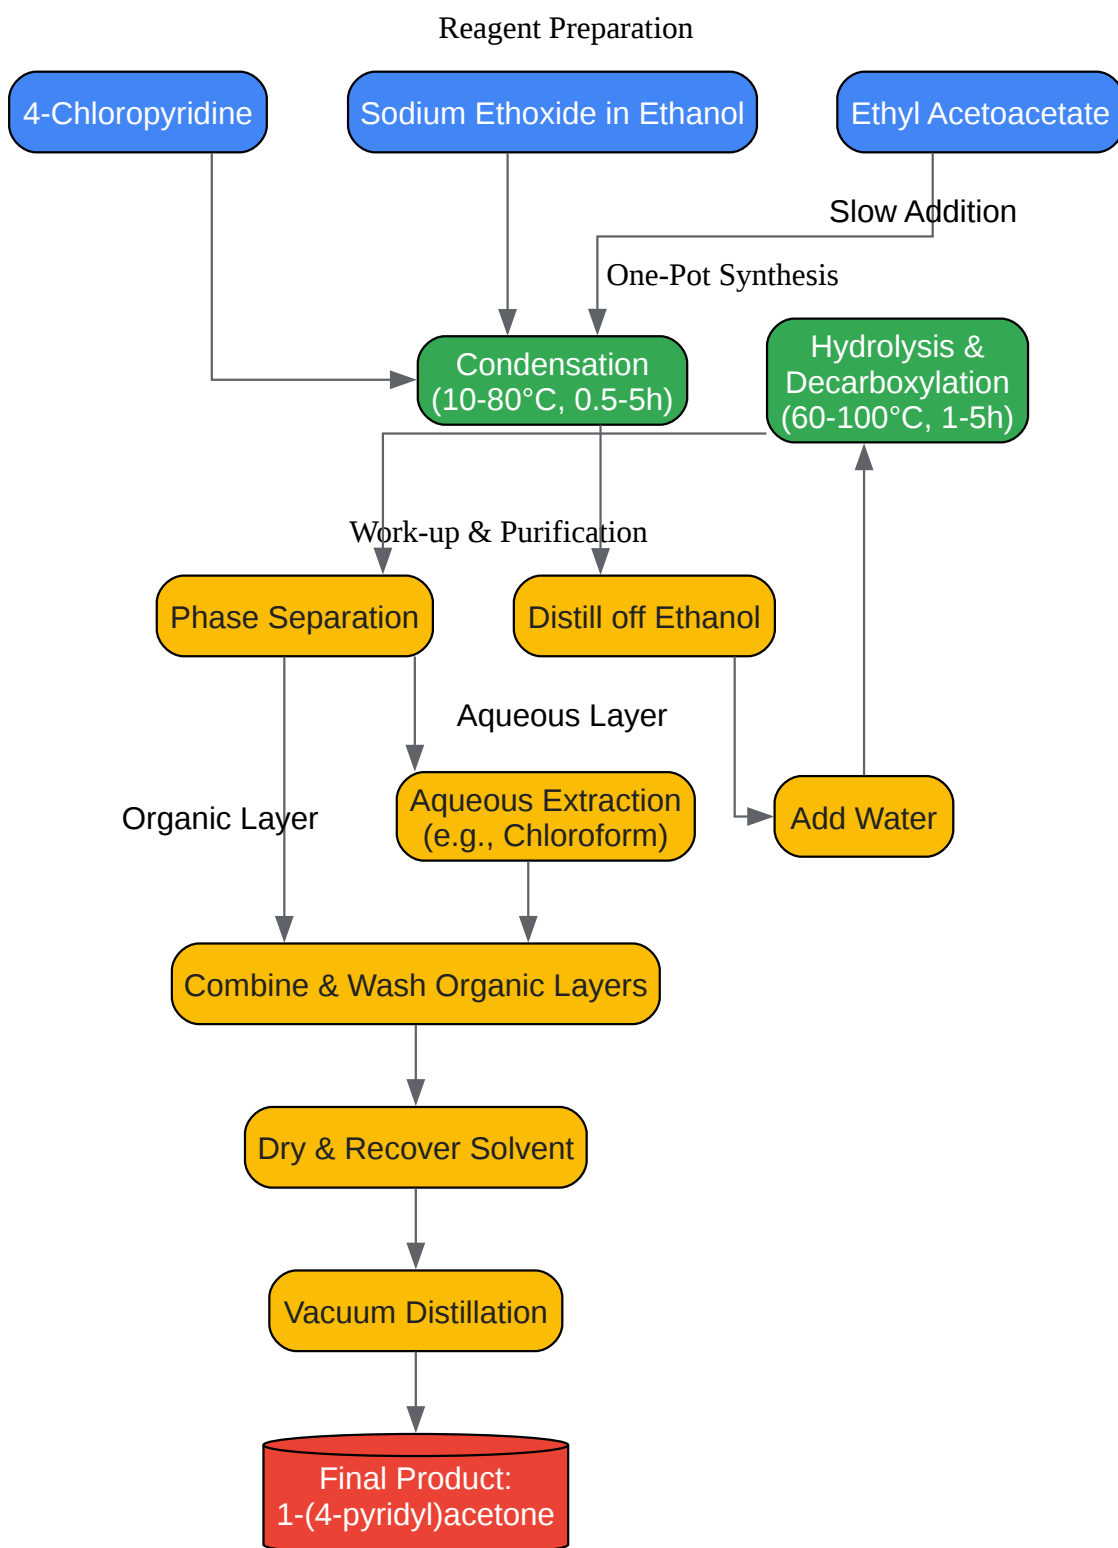 Reagent Preparation
4-Chloropyridine
Sodium Ethoxide in Ethanol
Ethyl Acetoacetate
Slow Addition
One-Pot Synthesis
Condensation
(10-80°C, 0.5-5h)
Hydrolysis &
Decarboxylation
(60-100°C, 1-5h)
Work-up & Purification
Phase Separation
Distill off Ethanol
Aqueous Layer
Organic Layer
Aqueous Extraction
(e.g., Chloroform)
Add Water
Combine & Wash Organic Layers
Dry & Recover Solvent
Vacuum Distillation
Final Product:
1-(4-pyridyl)acetone